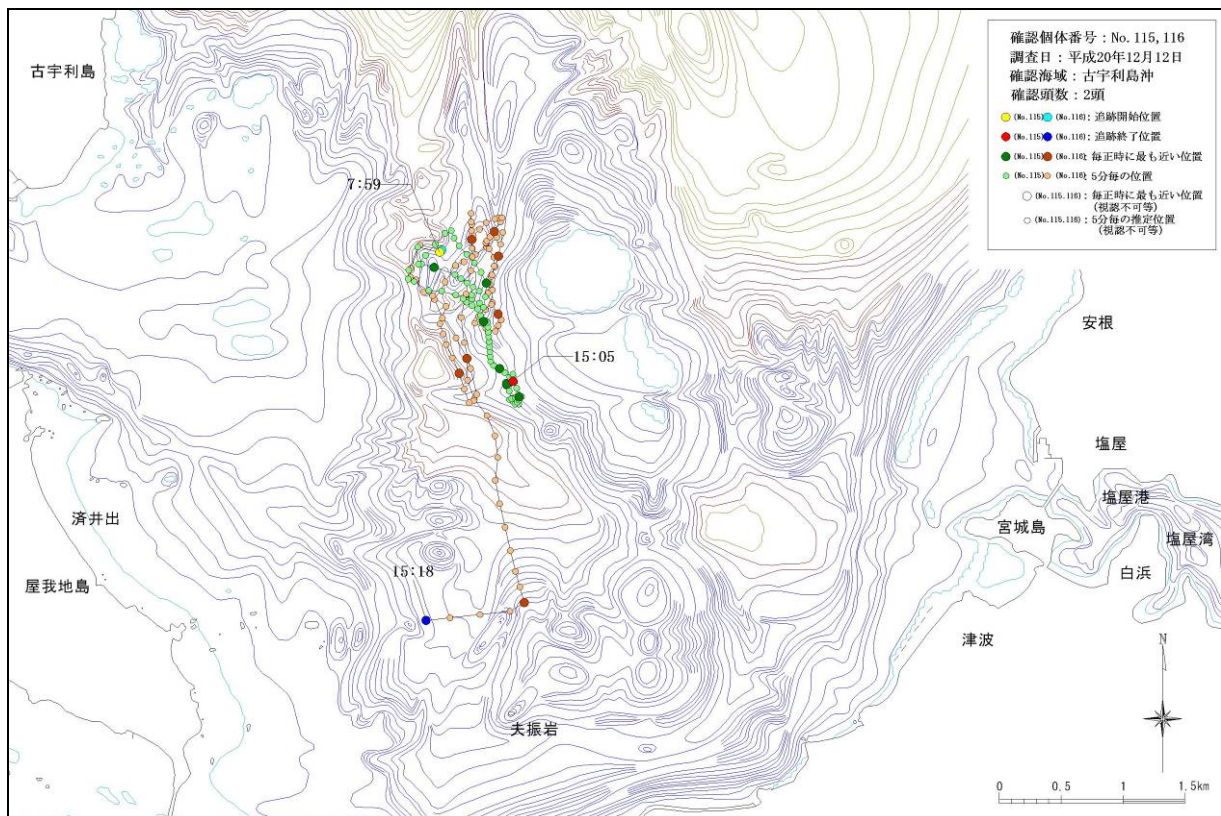 確認個体番号：No. 115, 116
調査日：平成20年12月12日
確認海域：古宇利島沖
確認頭数：2頭
(No.115) (No.116)：追跡開始位置
(No.115) (No.116)：追跡終了位置
(No.115) (No.116)：毎正時に最も近い位置
(No.115) (No.116)：5分毎の位置
(No.115.116)：毎正時に最も近い位置
(視認不可等)
(No.115.116)：5分毎の推定位置
(視認不可等)
古宇利島
7:59
安根
15:05
塩屋
塩屋港
済井出
宮城島
塩屋湾
15:18
白浜
屋我地島
津波
N
夫振岩
0 0.5 1 1.5km